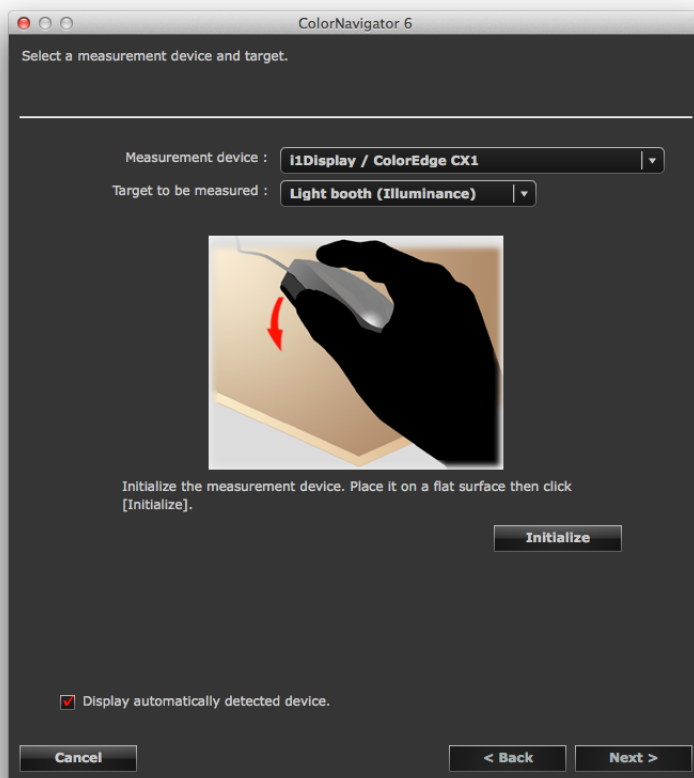 ColorNavigator 6
Select a measurement device and target.
Measurement device : i1Display / ColorEdge CX1
Target to be measured : Light booth (Illuminance)
Initialize the measurement device. Place it on a flat surface then click
[Initialize].
Initialize
Display automatically detected device.
Cancel < Back Next >